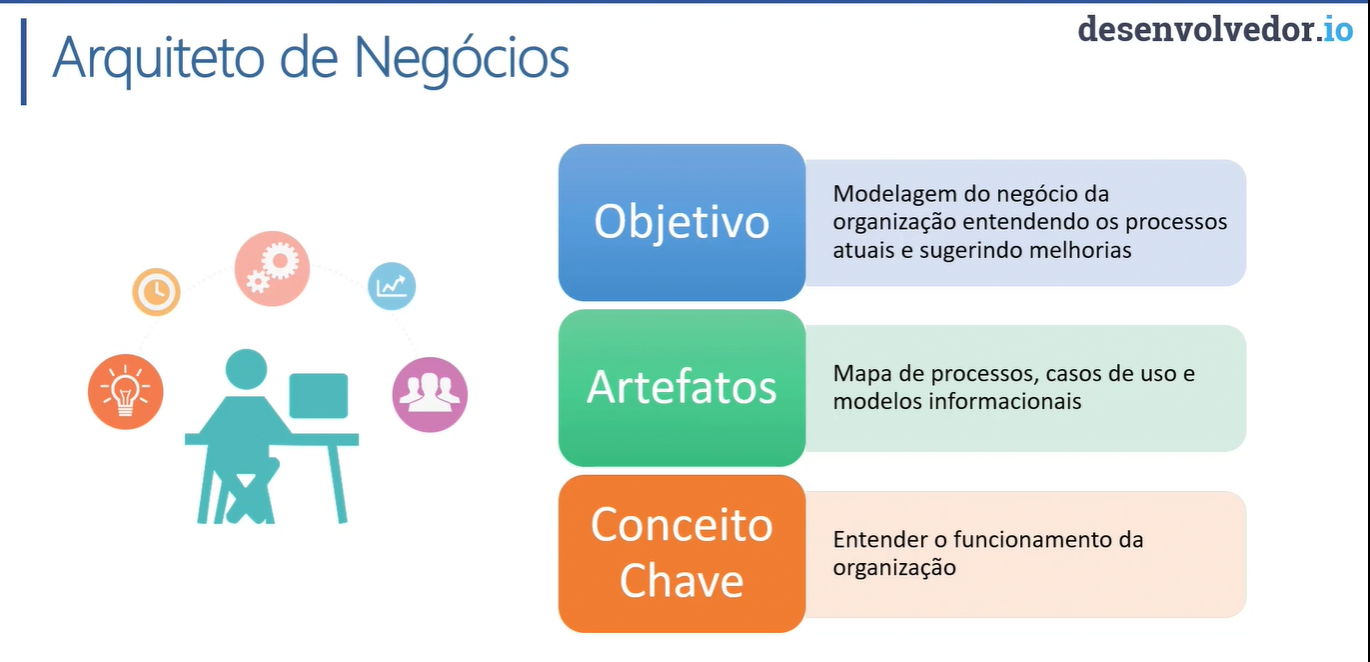 Arquiteto de Negócios
desenvolvedor.io
Objetivo
Modelagem do negócio da
organização entendendo os processos
atuais e sugerindo melhorias
Artefatos
Mapa de processos, casos de uso e
modelos informacionais
Conceito
Chave
Entender o funcionamento da
organização